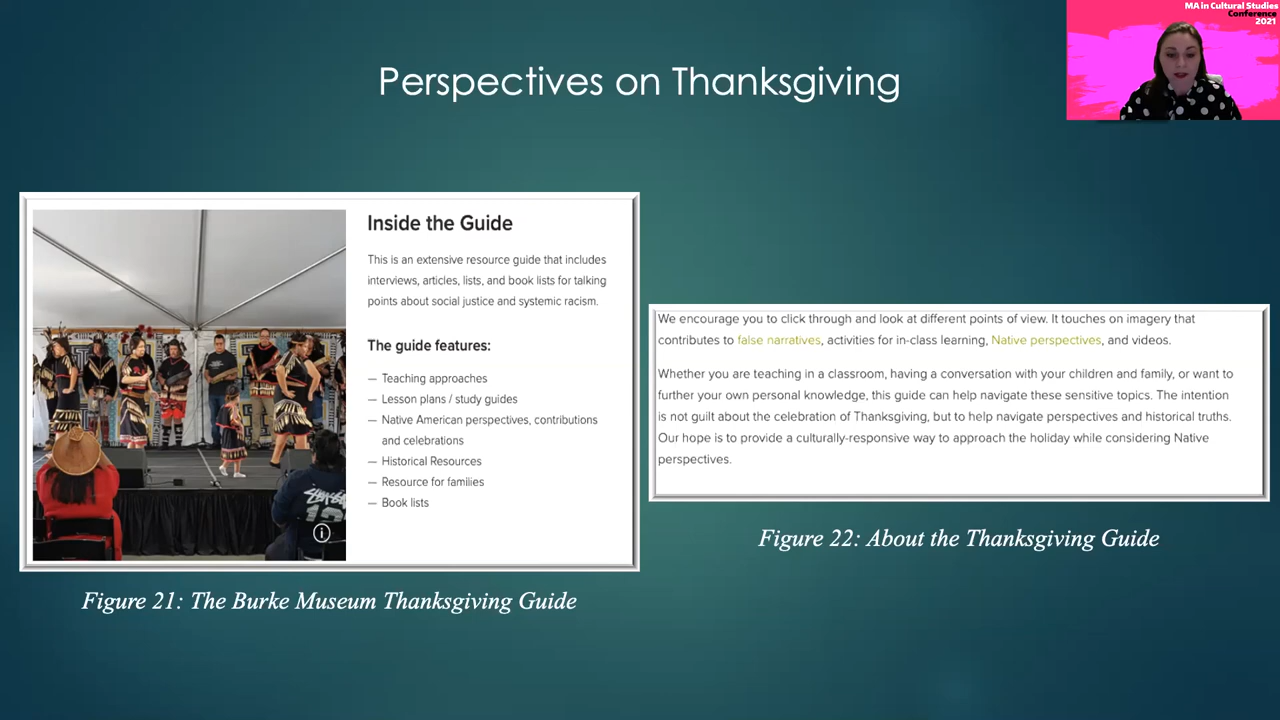 MA in Cultural Studies
Conference
2021
Perspectives on Thanksgiving
Inside the Guide
This is an extensive resource guide that includes
interviews, articles, lists, and book lists for talking
points about social justice and systemic racism.
The guide features:
— Teaching approaches
— Lesson plans / study guides
— Native American perspectives, contributions
and celebrations
— Historical Resources
— Resource for families
— Book lists
Figure 21: The Burke Museum Thanksgiving Guide
We encourage you to click through and look at different points of view. It touches on imagery that
contributes to false narratives, activities for in-class learning, Native perspectives, and videos.
Whether you are teaching in a classroom, having a conversation with your children and family, or want to
further your own personal knowledge, this guide can help navigate these sensitive topics. The intention
is not guilt about the celebration of Thanksgiving, but to help navigate perspectives and historical truths.
Our hope is to provide a culturally-responsive way to approach the holiday while considering Native
perspectives.
Figure 22: About the Thanksgiving Guide